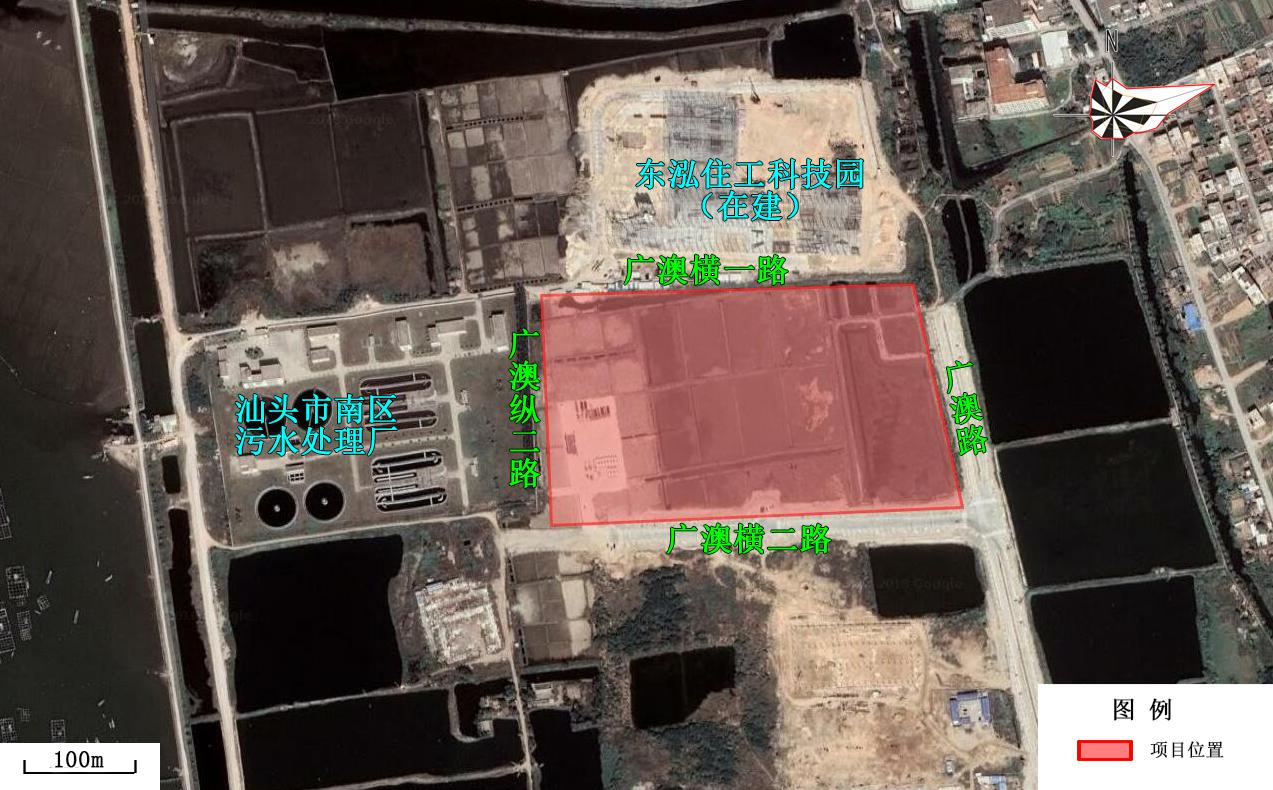 N
东泓住工科技园
（在建）
广澳横一路
广澳纵二路
广澳路
汕头市南区
污水处理厂
广澳横二路
图 例
项目位置
100m